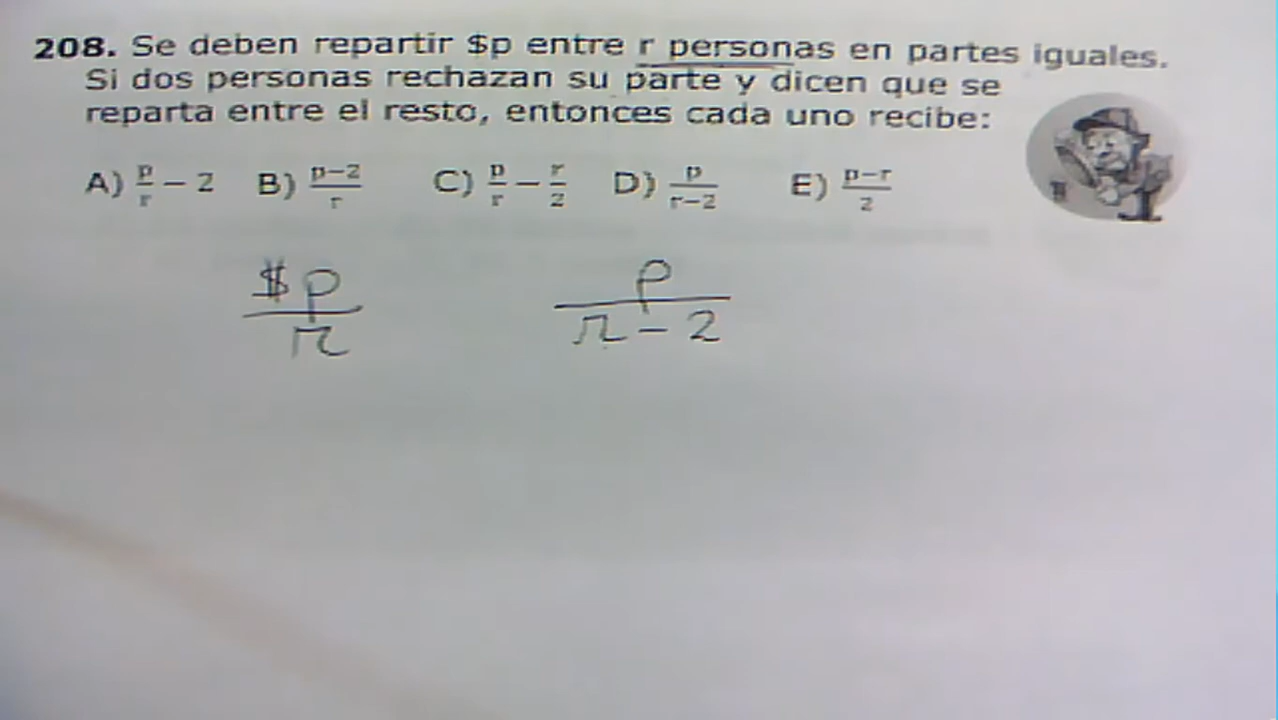 208. Se deben repartir $p entre r personas en partes iguales.
Si dos personas rechazan su parte y dicen que se
reparta entre el resto, entonces cada uno recibe:
A) p/r − 2 B) p−2/r C) p/r − r/2 D) p/r−2 E) p−r/2
$p/r p/r−2